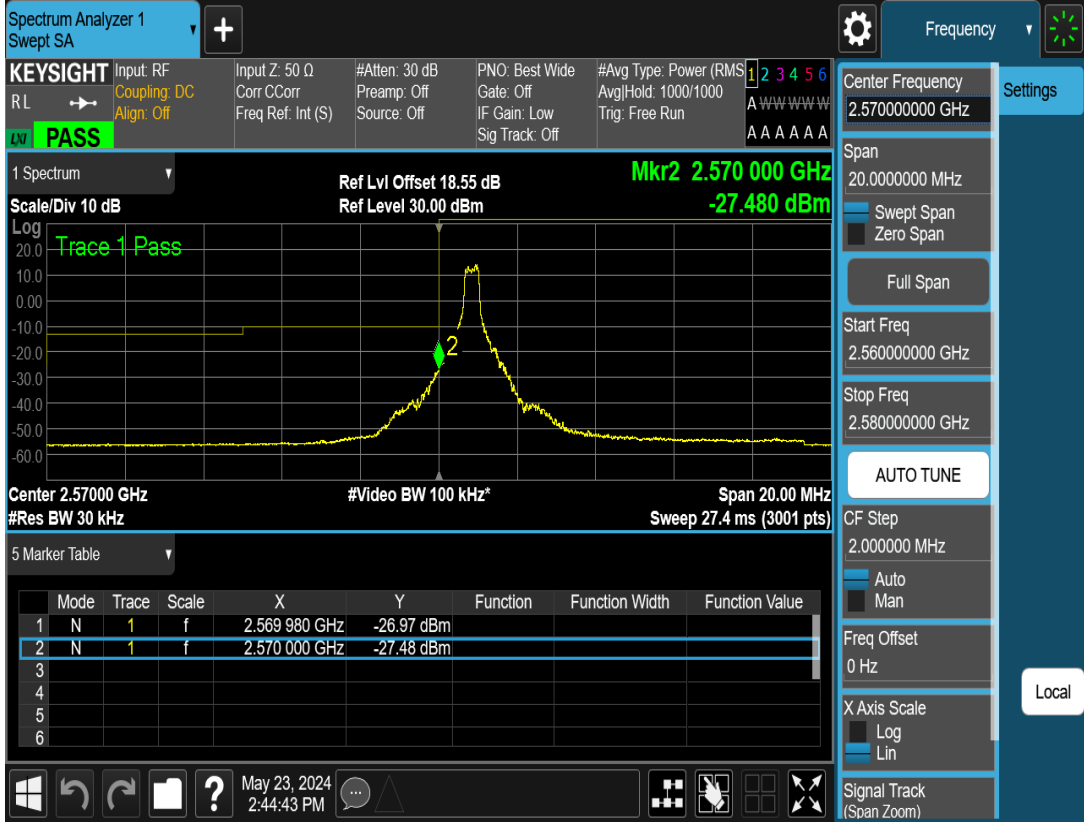 Spectrum Analyzer 1
Swept SA
+
Frequency
KEYSIGHT
RL
LXI
PASS
Input: RF
Coupling: DC
Align: Off
Input Z: 50 Ω
Corr CCorr
Freq Ref: Int (S)
#Atten: 30 dB
Preamp: Off
Source: Off
PNO: Best Wide
Gate: Off
IF Gain: Low
Sig Track: Off
#Avg Type: Power (RMS
Avg|Hold: 1000/1000
Trig: Free Run
1 2 3 4 5 6
A W W W W W
A A A A A A
1 Spectrum
Scale/Div 10 dB
Ref Lvl Offset 18.55 dB
Ref Level 30.00 dBm
Mkr2 2.570 000 GHz
-27.480 dBm
Log
Trace 1 Pass
20.0
10.0
0.00
-10.0
-20.0
-30.0
-40.0
-50.0
-60.0
2
Center 2.57000 GHz
#Video BW 100 kHz*
Span 20.00 MHz
#Res BW 30 kHz
Sweep 27.4 ms (3001 pts)
5 Marker Table
Mode Trace Scale X Y Function Function Width Function Value
1 N 1 f 2.569 980 GHz -26.97 dBm
2 N 1 f 2.570 000 GHz -27.48 dBm
3
4
5
6
May 23, 2024
2:44:43 PM
?
Center Frequency
2.570000000 GHz
Settings
Span
20.0000000 MHz
Swept Span
Zero Span
Full Span
Start Freq
2.560000000 GHz
Stop Freq
2.580000000 GHz
AUTO TUNE
CF Step
2.000000 MHz
Auto
Man
Freq Offset
0 Hz
X Axis Scale
Log
Lin
Local
Signal Track
(Span Zoom)